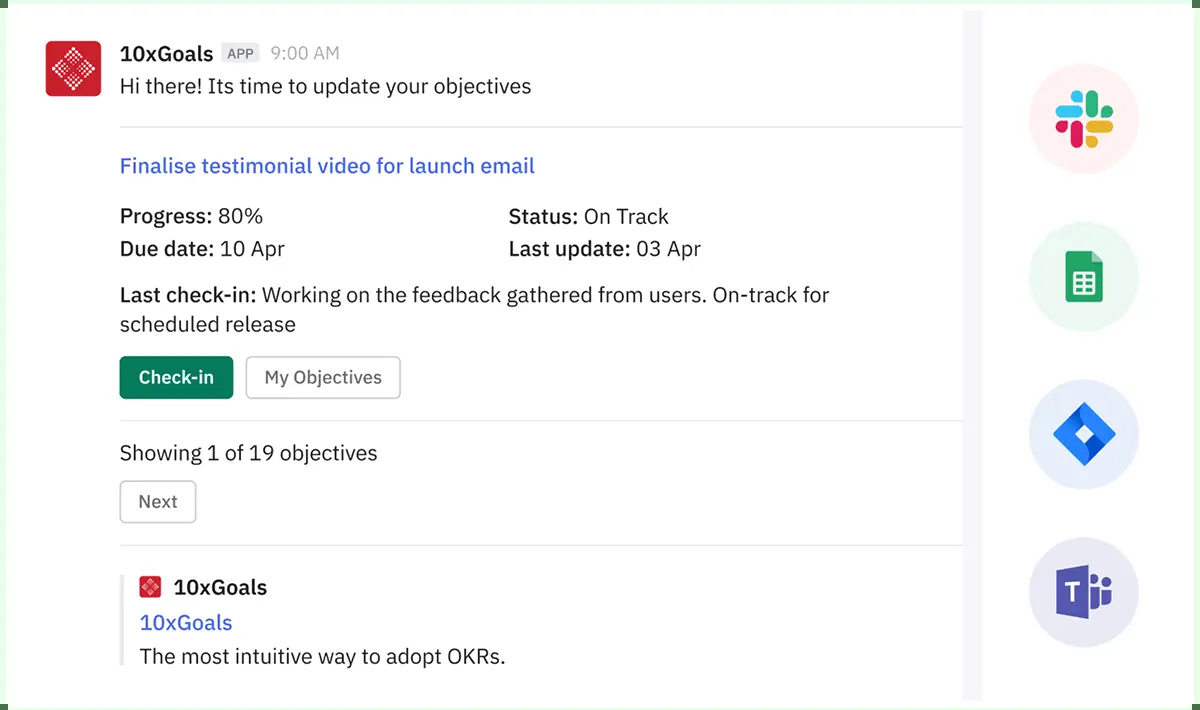 10xGoals APP 9:00 AM
Hi there! Its time to update your objectives
Finalise testimonial video for launch email
Progress: 80% Status: On Track
Due date: 10 Apr Last update: 03 Apr
Last check-in: Working on the feedback gathered from users. On-track for
scheduled release
Check-in My Objectives
Showing 1 of 19 objectives
Next
10xGoals
10xGoals
The most intuitive way to adopt OKRs.
T